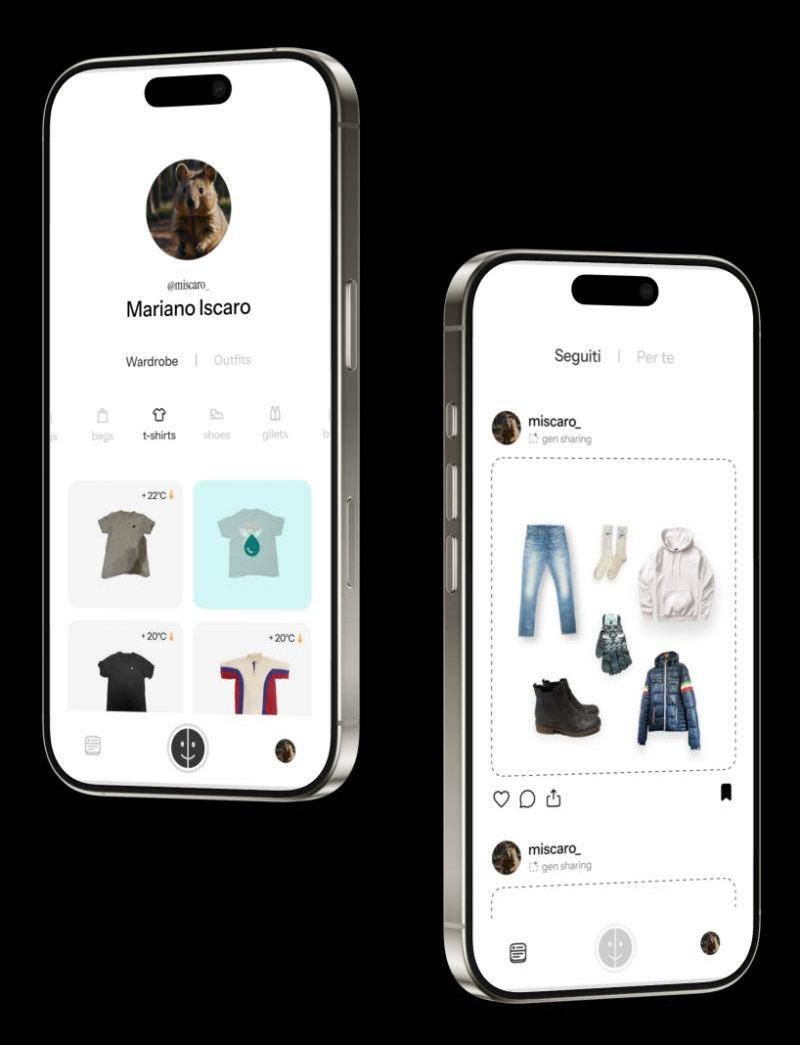 @miscaro_
Mariano Iscaro
Wardrobe | Outfits
bags t-shirts shoes gilets
+22°C
+20°C +20°C
Seguiti | Per te
miscaro_
gen sharing
miscaro_
gen sharing